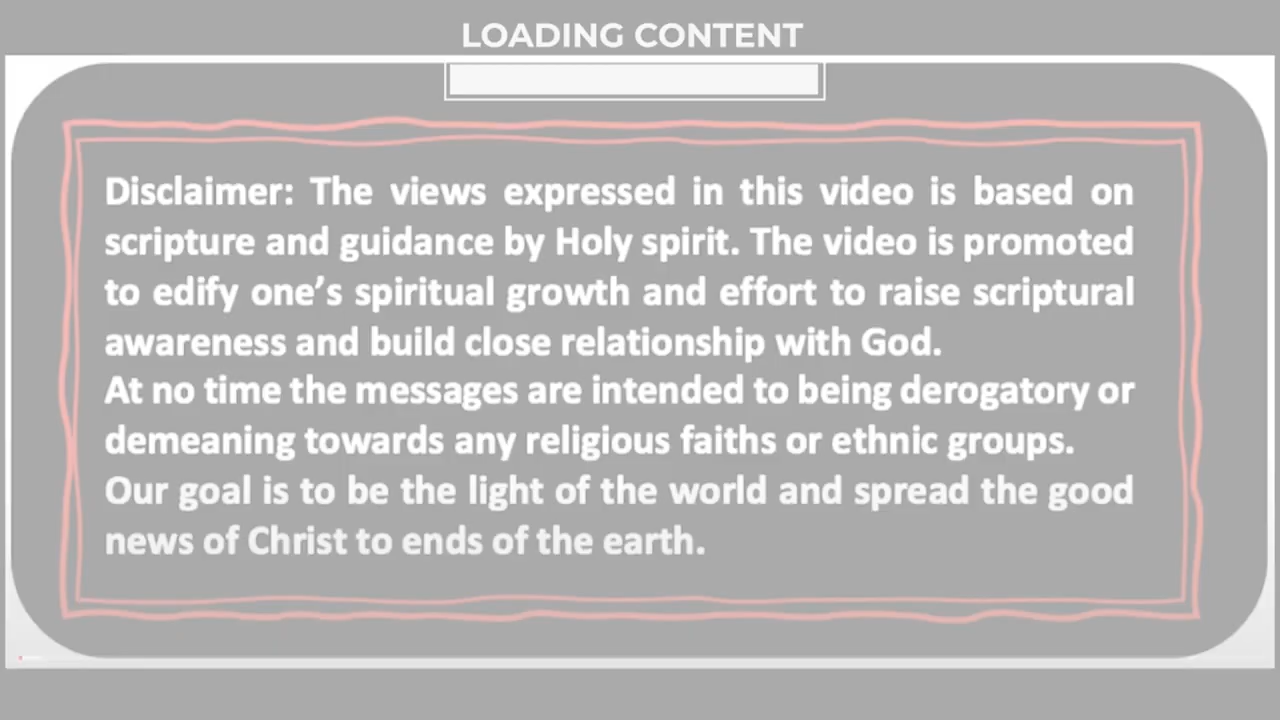 LOADING CONTENT
Disclaimer: The views expressed in this video is based on
scripture and guidance by Holy spirit. The video is promoted
to edify one’s spiritual growth and effort to raise scriptural
awareness and build close relationship with God.
At no time the messages are intended to being derogatory or
demeaning towards any religious faiths or ethnic groups.
Our goal is to be the light of the world and spread the good
news of Christ to ends of the earth.